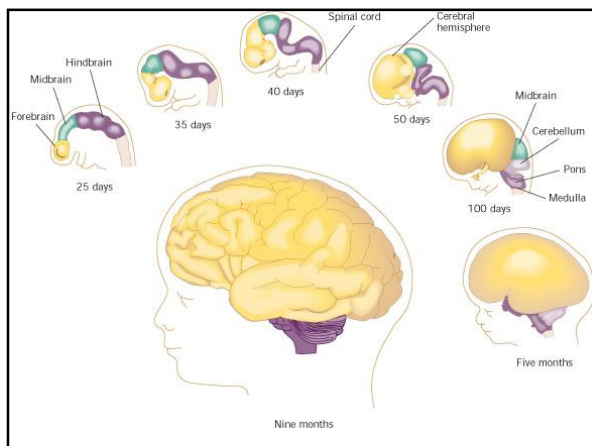 Hindbrain
Midbrain
Forebrain
25 days
35 days
40 days
Spinal cord
Cerebral
hemisphere
50 days
Midbrain
Cerebellum
Pons
Medulla
100 days
Five months
Nine months